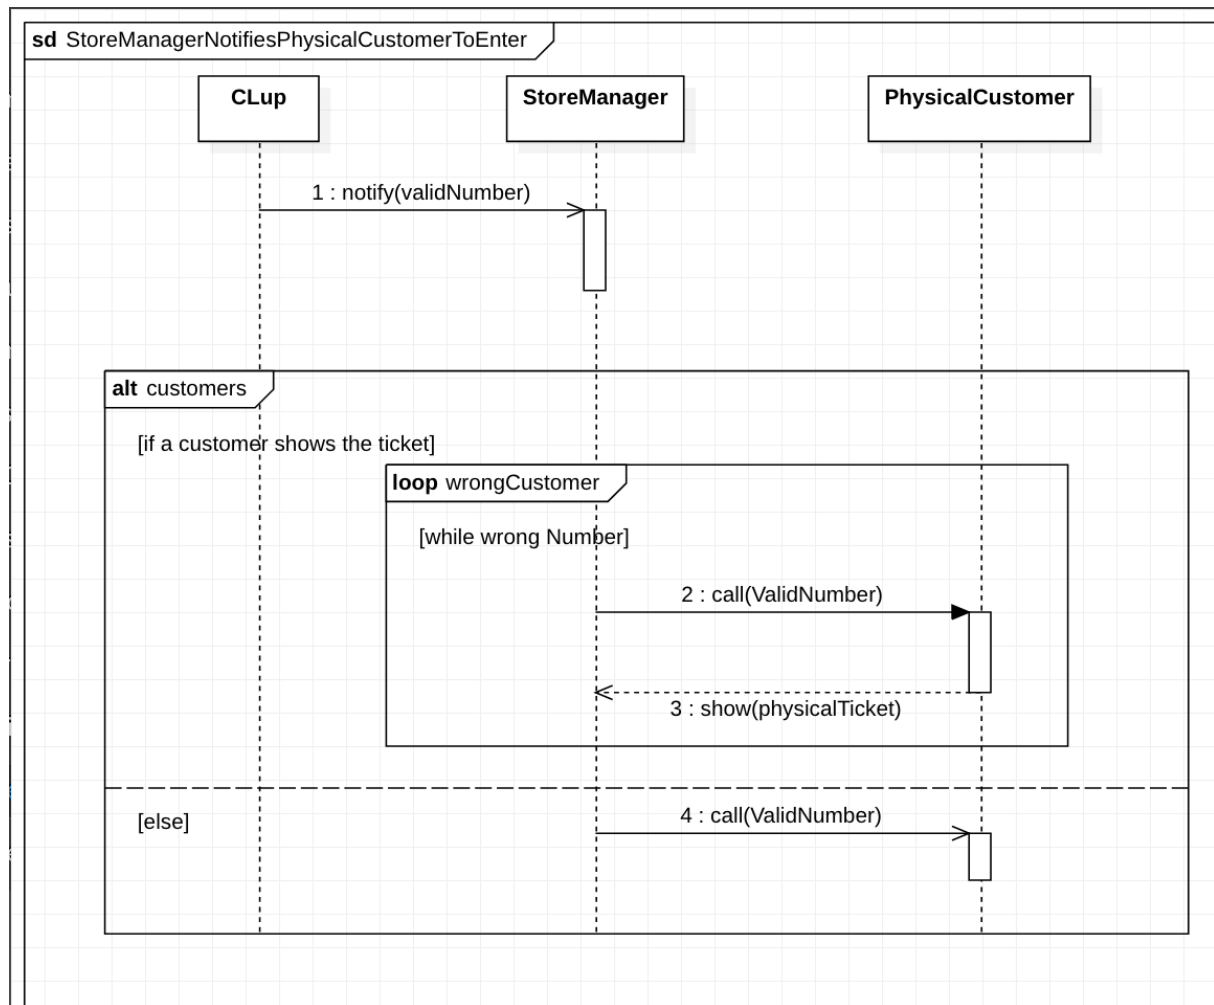 sd StoreManagerNotifiesPhysicalCustomerToEnter
CLup
StoreManager
PhysicalCustomer
1 : notify(validNumber)
alt customers
[if a customer shows the ticket]
loop wrongCustomer
[while wrong Number]
2 : call(ValidNumber)
3 : show(physicalTicket)
[else]
4 : call(ValidNumber)